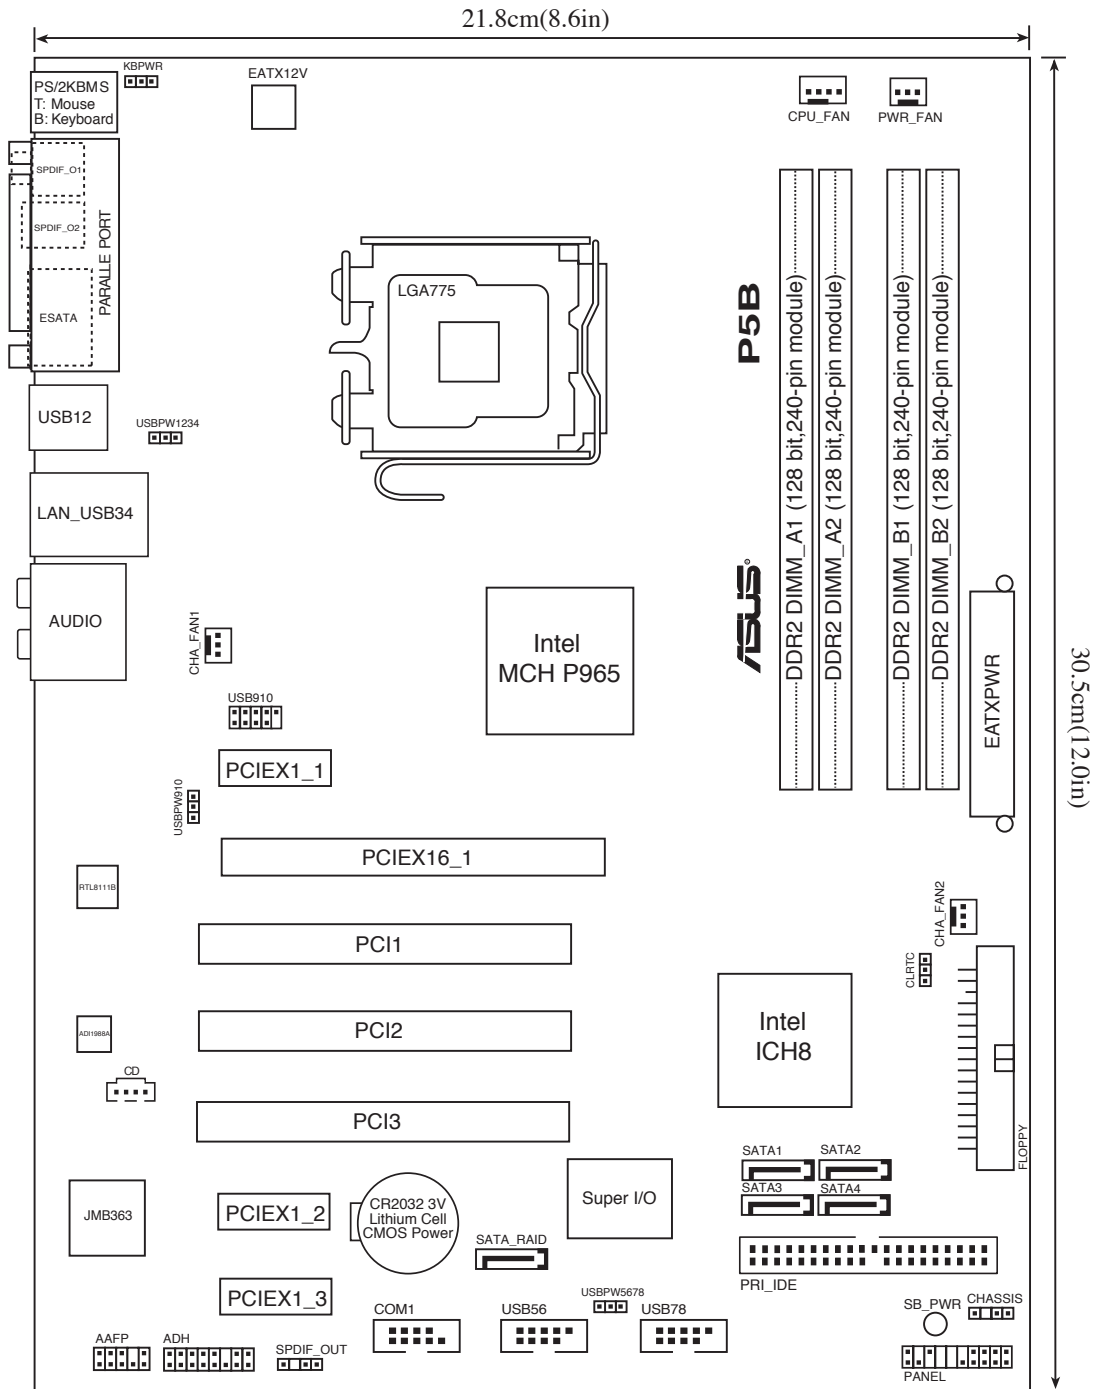 21.8cm(8.6in)
KBPWR
EATX12V
PS/2KBMS
T: Mouse
B: Keyboard
CPU_FAN
PWR_FAN
SPDIF_O1
SPDIF_O2
ESATA
PARALLE PORT
LGA775
P5B
DDR2 DIMM_A1 (128 bit,240-pin module)
DDR2 DIMM_A2 (128 bit,240-pin module)
DDR2 DIMM_B1 (128 bit,240-pin module)
DDR2 DIMM_B2 (128 bit,240-pin module)
USB12
USBPW1234
LAN_USB34
ASUS
AUDIO
CHA_FAN1
Intel
MCH P965
EATXPWR
30.5cm(12.0in)
USB910
PCIEX1_1
USBPW910
PCIEX16_1
RTL8111B
CHA_FAN2
PCI1
CLRTC
Intel
ICH8
ADI1988A
PCI2
CD
PCI3
FLOPPY
SATA1
SATA2
SATA3
SATA4
JMB363
PCIEX1_2
CR2032 3V
Lithium Cell
CMOS Power
Super I/O
SATA_RAID
PRI_IDE
PCIEX1_3
USBPW5678
COM1
USB56
USB78
SB_PWR
CHASSIS
AAFP
ADH
SPDIF_OUT
PANEL